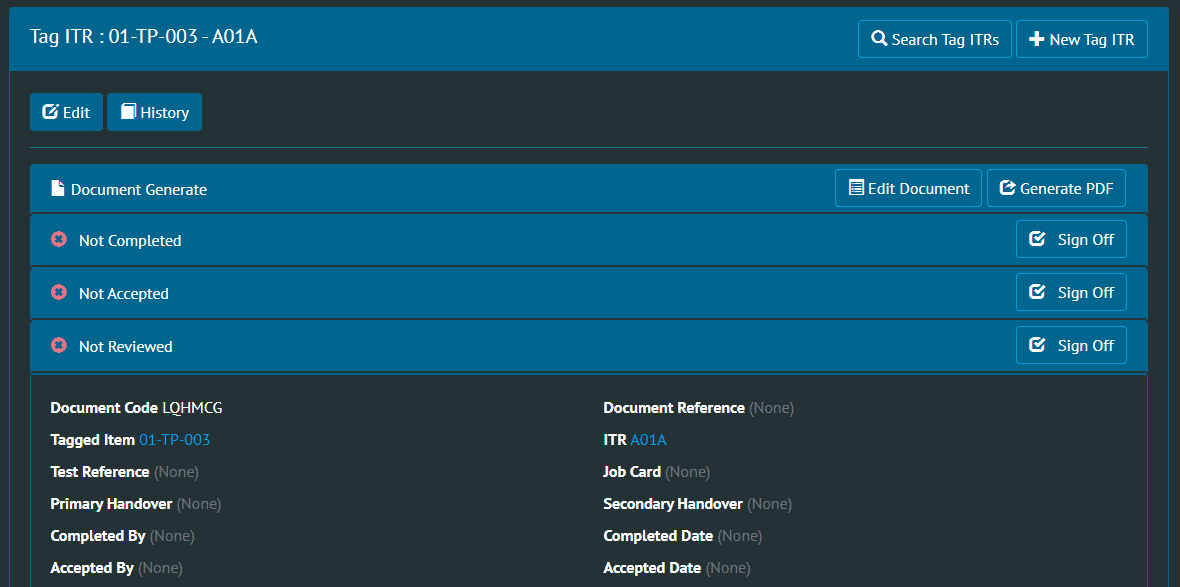 Tag ITR : 01-TP-003 - A01A
Search Tag ITRs
New Tag ITR
Edit
History
Document Generate
Edit Document
Generate PDF
Not Completed
Sign Off
Not Accepted
Sign Off
Not Reviewed
Sign Off
Document Code LQHMCG
Document Reference (None)
Tagged Item 01-TP-003
ITR A01A
Test Reference (None)
Job Card (None)
Primary Handover (None)
Secondary Handover (None)
Completed By (None)
Completed Date (None)
Accepted By (None)
Accepted Date (None)